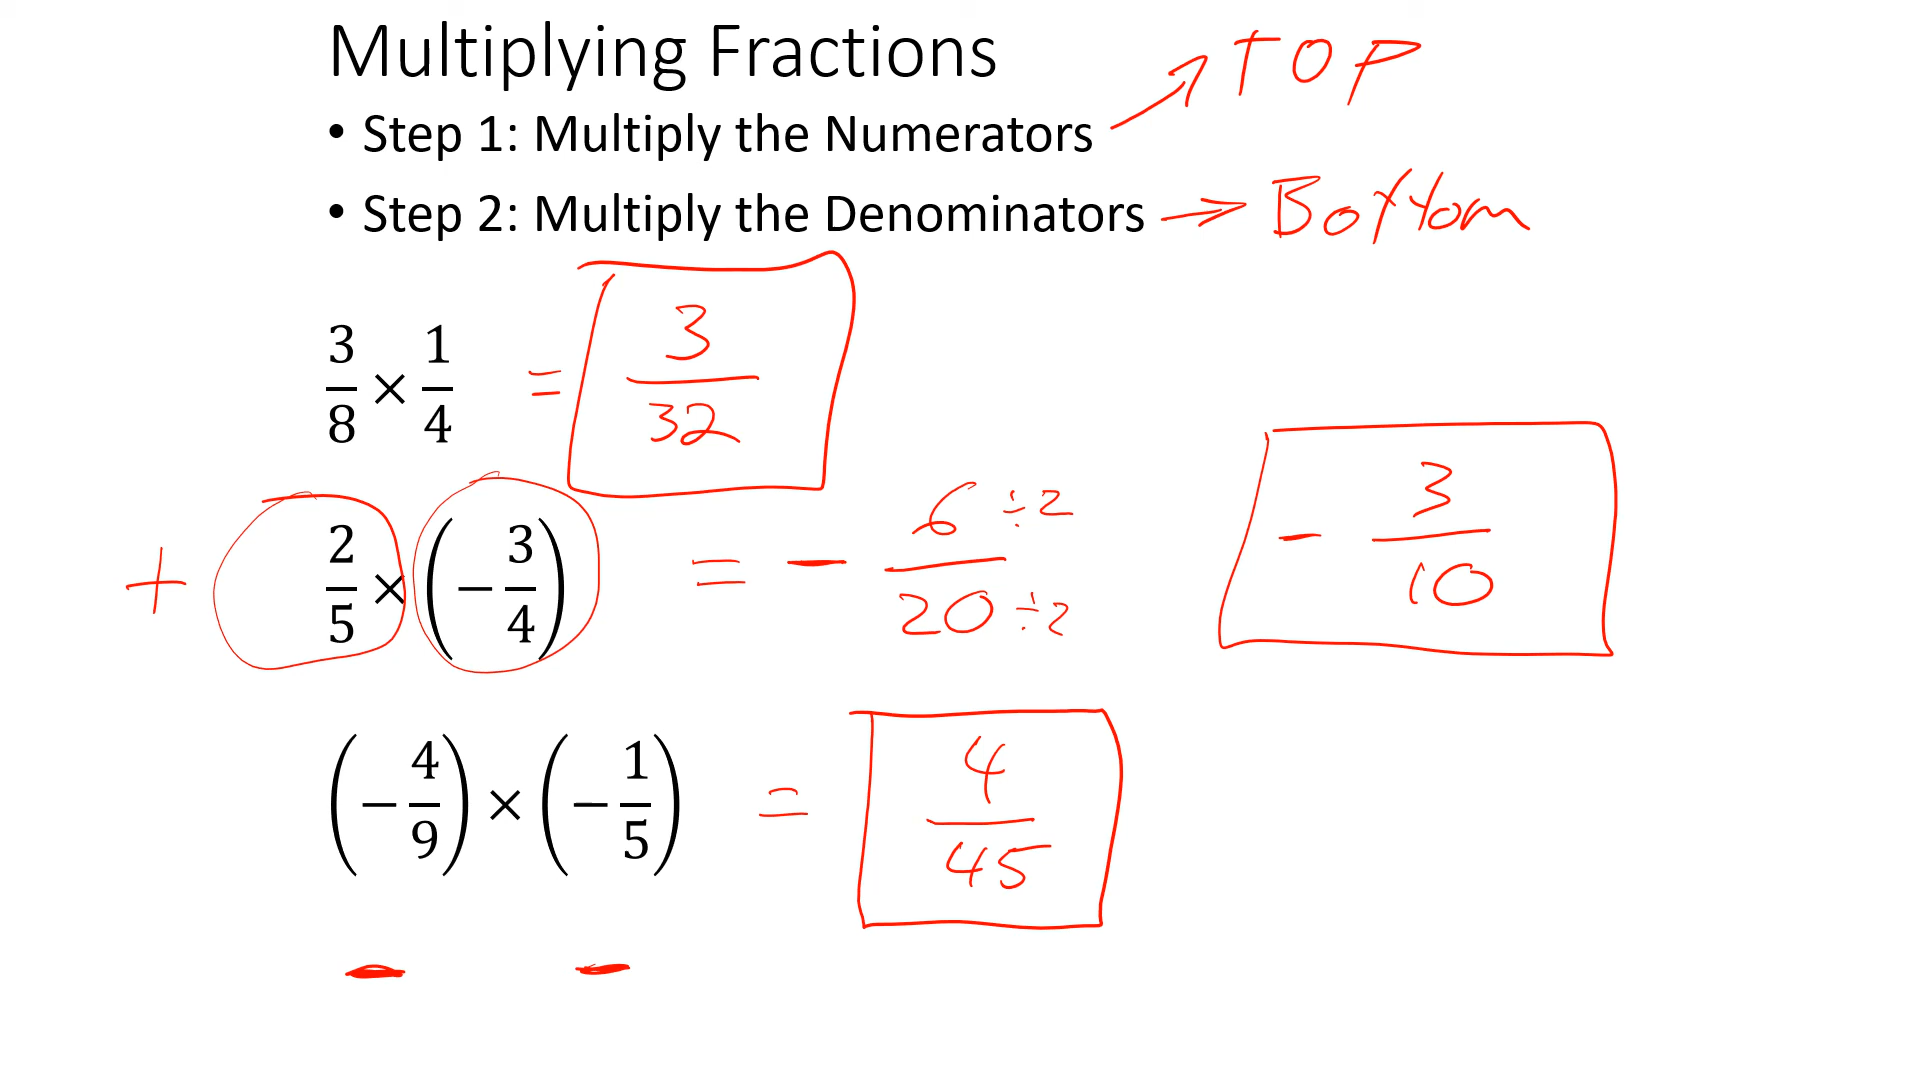 Multiplying Fractions
• Step 1: Multiply the Numerators → TOP
• Step 2: Multiply the Denominators → Bottom
3/8 × 1/4 = 3/32
+ 2/5 × (−3/4) = − 6÷2/20÷2 − 3/10
(−4/9) × (−1/5) = 4/45
− −